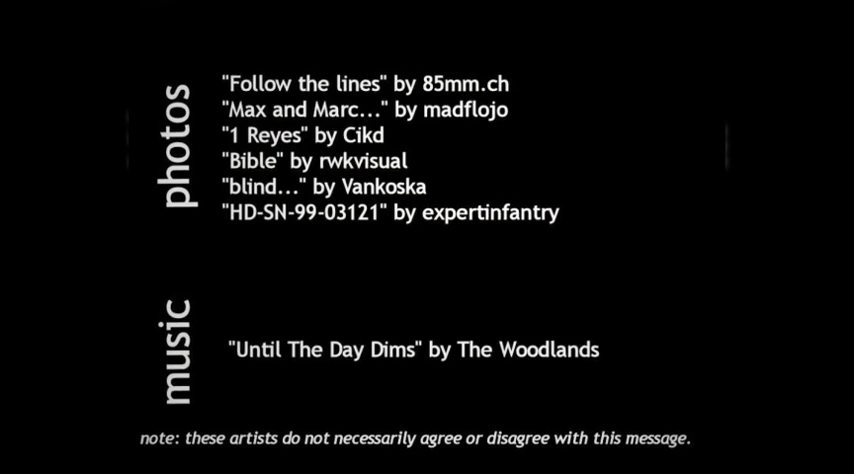 photos
"Follow the lines" by 85mm.ch
"Max and Marc..." by madflojo
"1 Reyes" by Cikd
"Bible" by rwkvisual
"blind..." by Vankoska
"HD-SN-99-03121" by expertinfantry
music
"Until The Day Dims" by The Woodlands
note: these artists do not necessarily agree or disagree with this message.